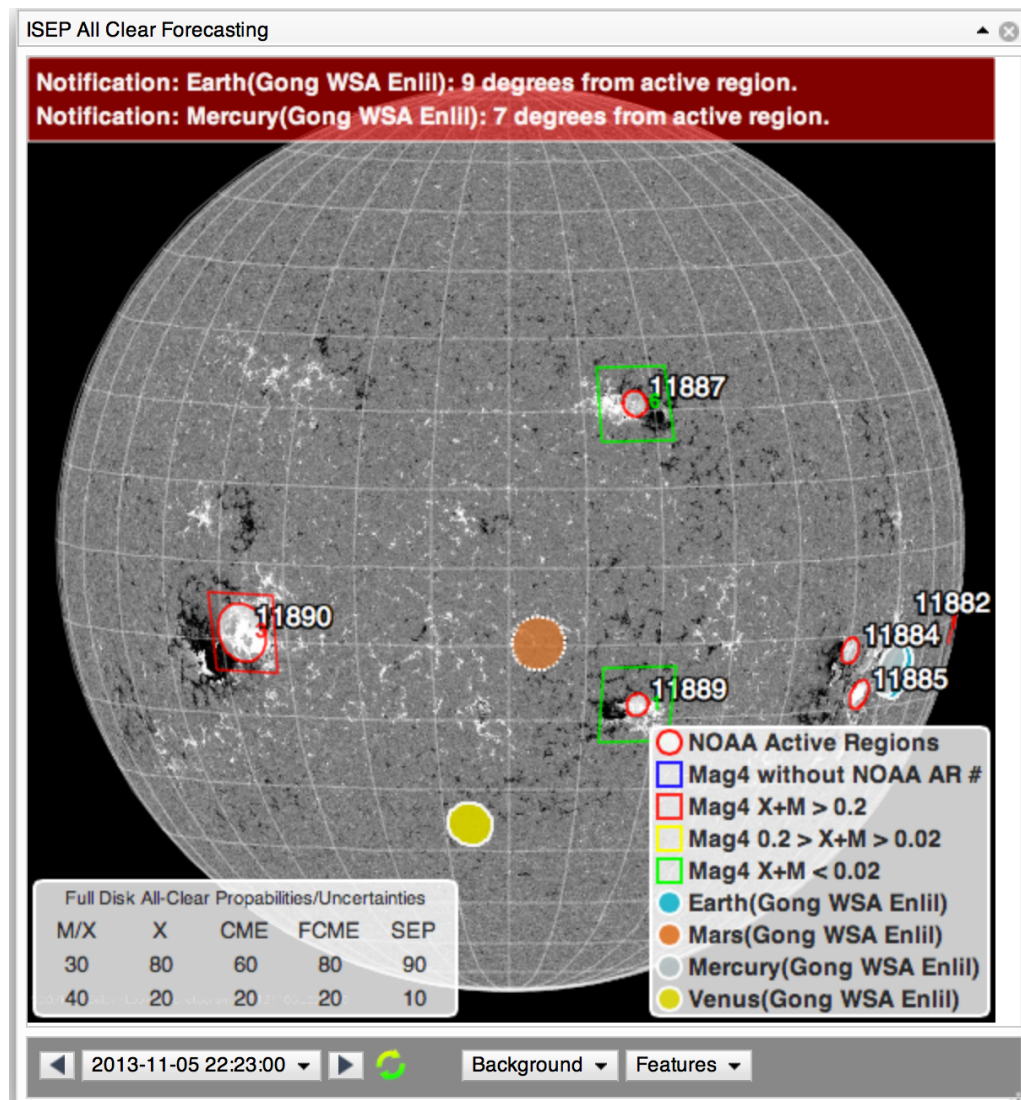 ISEP All Clear Forecasting
Notification: Earth(Gong WSA Enlil): 9 degrees from active region.
Notification: Mercury(Gong WSA Enlil): 7 degrees from active region.
11887
6
11882
11890
3
11884
11885
11889
NOAA Active Regions
Mag4 without NOAA AR #
Mag4 X+M > 0.2
Mag4 0.2 > X+M > 0.02
Mag4 X+M < 0.02
Earth(Gong WSA Enlil)
Mars(Gong WSA Enlil)
Mercury(Gong WSA Enlil)
Venus(Gong WSA Enlil)
Full Disk All-Clear Propabilities/Uncertainties
M/X X CME FCME SEP
30 80 60 80 90
40 20 20 20 10
2013-11-05 22:23:00
Background
Features